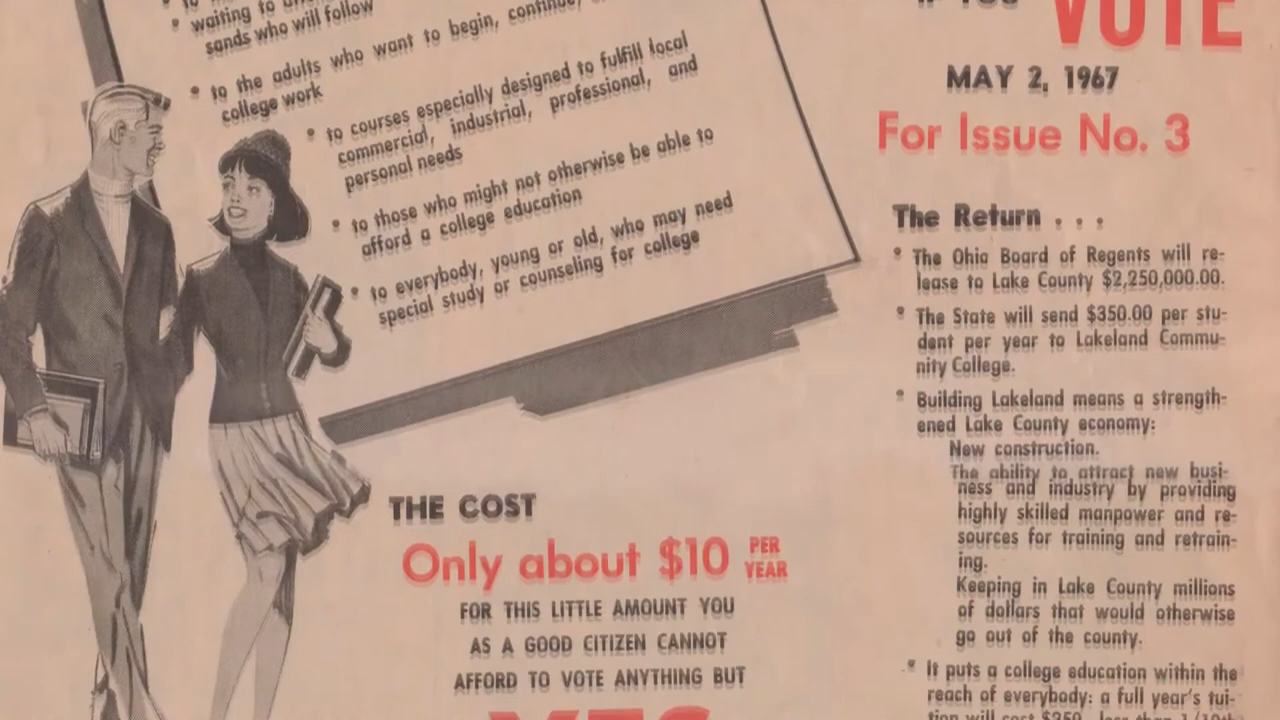 waiting to
sands who will follow
to the adults who want to begin, continue,
college work
to courses especially designed to fulfill local
commercial, industrial, professional, and
personal needs
to those who might not otherwise be able to
afford a college education
to everybody, young or old, who may need
special study or counseling for college
THE COST
Only about $10 PER
YEAR
FOR THIS LITTLE AMOUNT YOU
AS A GOOD CITIZEN CANNOT
AFFORD TO VOTE ANYTHING BUT
YES
IF YOU VOTE
MAY 2, 1967
For Issue No. 3
The Return . . .
The Ohio Board of Regents will re-
lease to Lake County $2,250,000.00.
The State will send $350.00 per stu-
dent per year to Lakeland Commu-
nity College.
Building Lakeland means a strength-
ened Lake County economy:
New construction.
The ability to attract new busi-
ness and industry by providing
highly skilled manpower and re-
sources for training and retrain-
ing.
Keeping in Lake County millions
of dollars that would otherwise
go out of the county.
It puts a college education within the
reach of everybody: a full year's tui-
tion will cost $350, less than